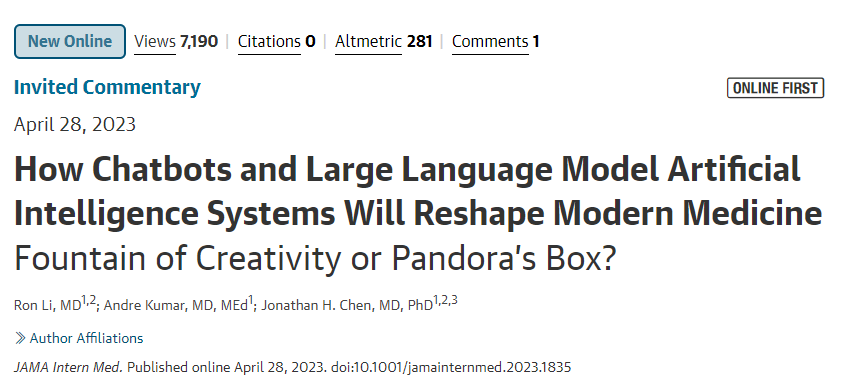 New Online Views 7,190 | Citations 0 | Altmetric 281 | Comments 1
Invited Commentary ONLINE FIRST
April 28, 2023
How Chatbots and Large Language Model Artificial
Intelligence Systems Will Reshape Modern Medicine
Fountain of Creativity or Pandora’s Box?
Ron Li, MD1,2; Andre Kumar, MD, MEd1; Jonathan H. Chen, MD, PhD1,2,3
Author Affiliations
JAMA Intern Med. Published online April 28, 2023. doi:10.1001/jamainternmed.2023.1835